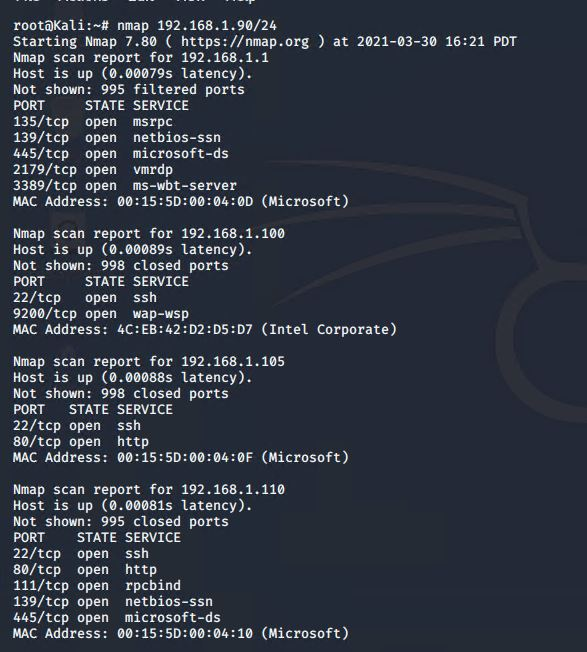 root@Kali:~# nmap 192.168.1.90/24
Starting Nmap 7.80 ( https://nmap.org ) at 2021-03-30 16:21 PDT
Nmap scan report for 192.168.1.1
Host is up (0.00079s latency).
Not shown: 995 filtered ports
PORT     STATE SERVICE
135/tcp  open  msrpc
139/tcp  open  netbios-ssn
445/tcp  open  microsoft-ds
2179/tcp open  vmrdp
3389/tcp open  ms-wbt-server
MAC Address: 00:15:5D:00:04:0D (Microsoft)

Nmap scan report for 192.168.1.100
Host is up (0.00089s latency).
Not shown: 998 closed ports
PORT     STATE SERVICE
22/tcp   open  ssh
9200/tcp open  wap-wsp
MAC Address: 4C:EB:42:D2:D5:D7 (Intel Corporate)

Nmap scan report for 192.168.1.105
Host is up (0.00088s latency).
Not shown: 998 closed ports
PORT   STATE SERVICE
22/tcp open  ssh
80/tcp open  http
MAC Address: 00:15:5D:00:04:0F (Microsoft)

Nmap scan report for 192.168.1.110
Host is up (0.00081s latency).
Not shown: 995 closed ports
PORT    STATE SERVICE
22/tcp  open  ssh
80/tcp  open  http
111/tcp open  rpcbind
139/tcp open  netbios-ssn
445/tcp open  microsoft-ds
MAC Address: 00:15:5D:00:04:10 (Microsoft)